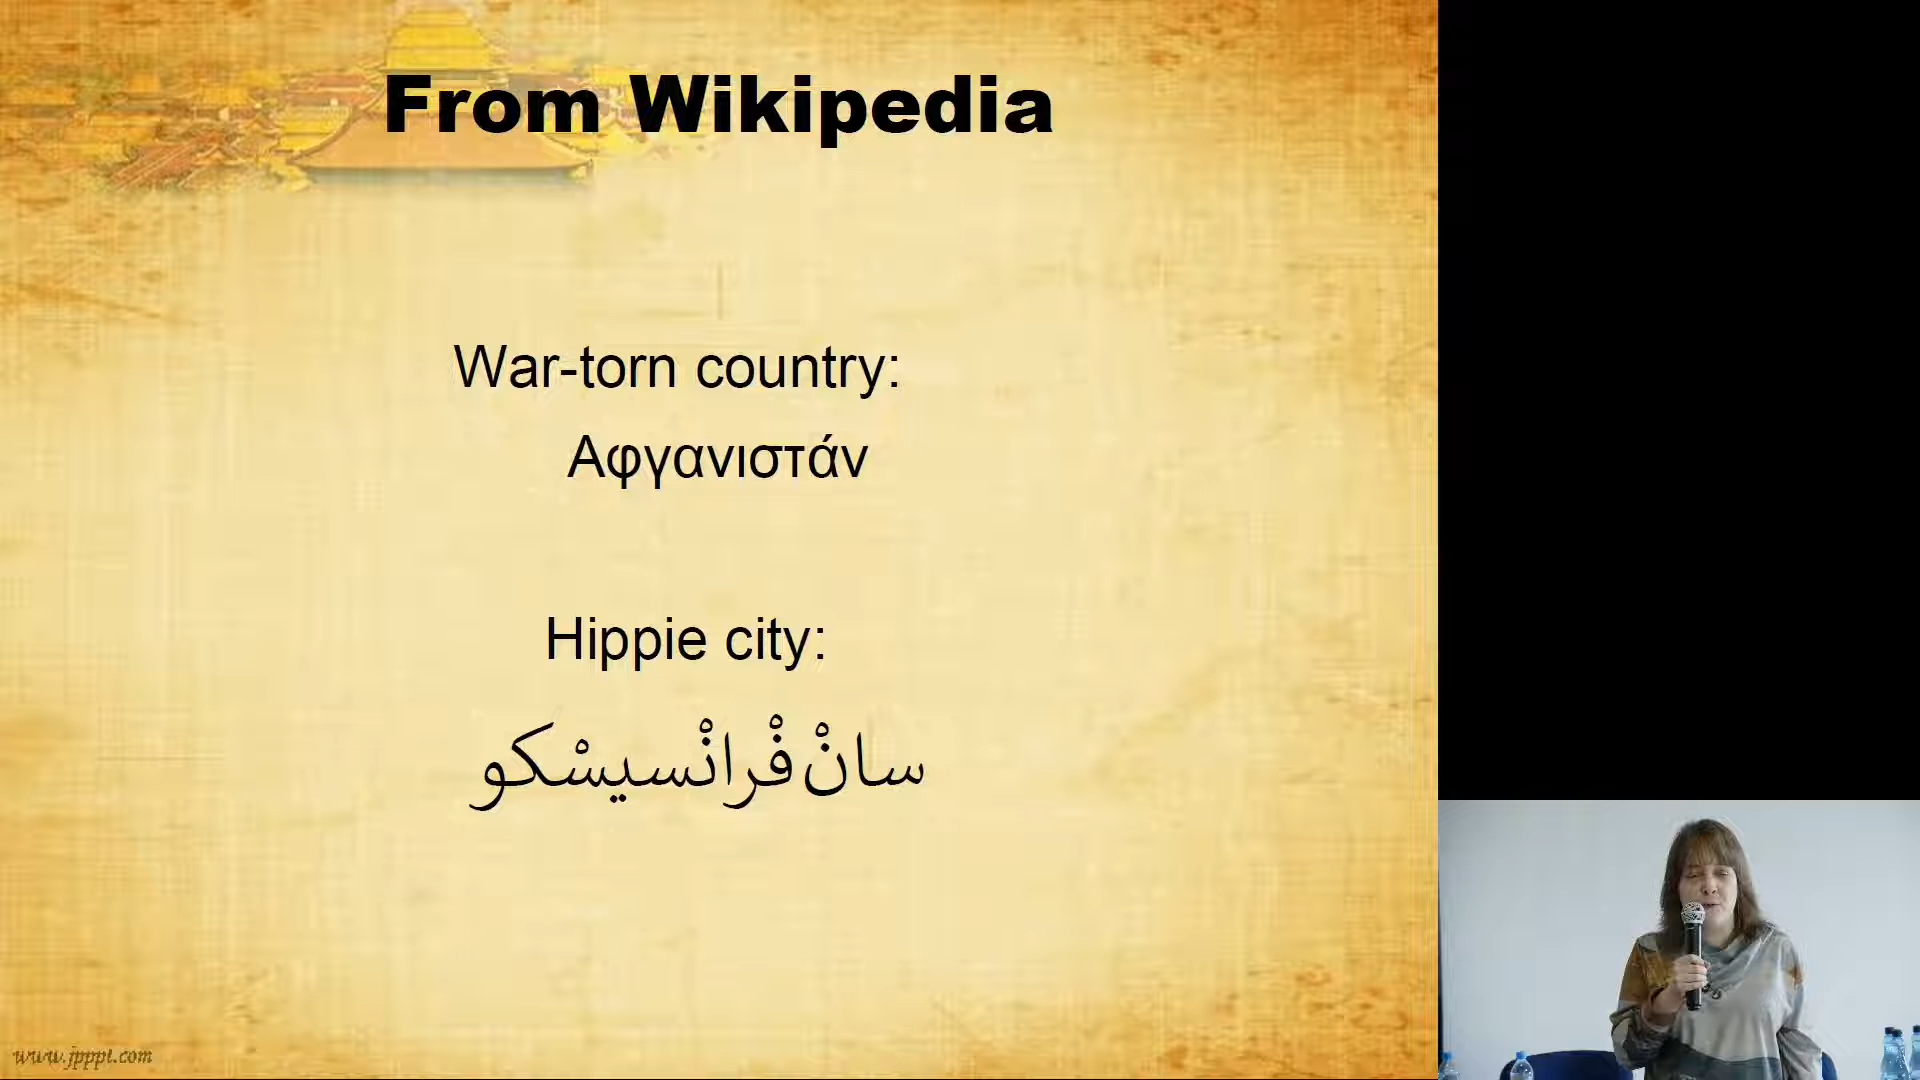 From Wikipedia
War-torn country:
Αφγανιστάν
Hippie city:
سانْ فْرانْسيسْكو
www.jpppt.com